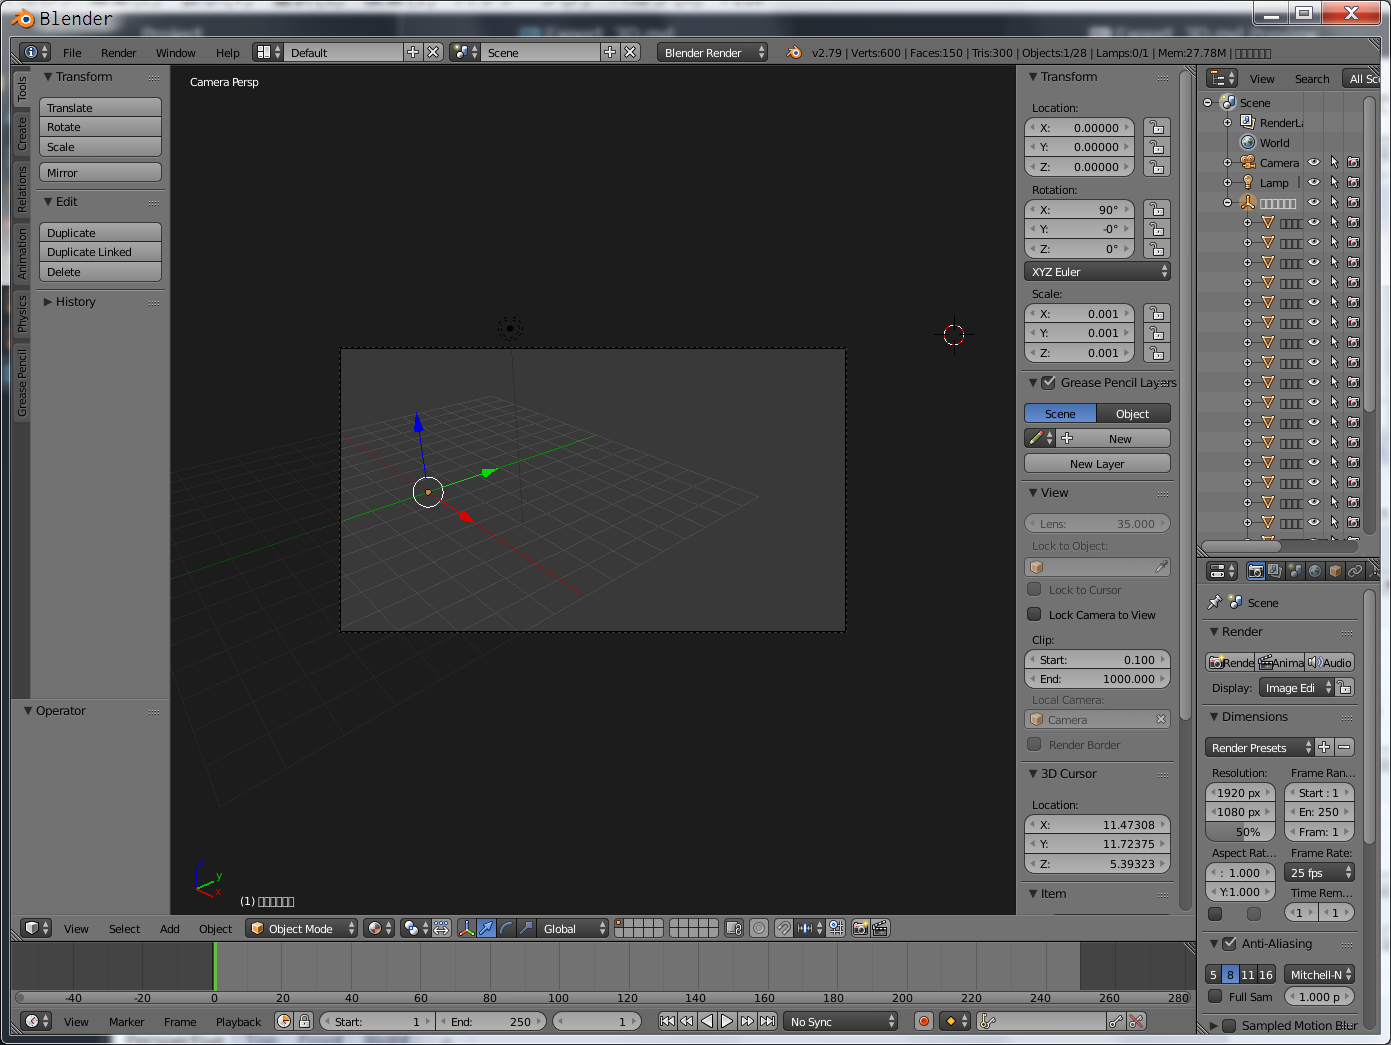 Blender
File Render Window Help Default Scene Blender Render v2.79 | Verts:600 | Faces:150 | Tris:300 | Objects:1/28 | Lamps:0/1 | Mem:27.78M | □□□□□□
Tools
Create
Relations
Animation
Physics
Grease Pencil
Transform
Translate
Rotate
Scale
Mirror
Edit
Duplicate
Duplicate Linked
Delete
History
Operator
Camera Persp
(1) □□□□□□
z
y
x
Transform
Location:
X: 0.00000
Y: 0.00000
Z: 0.00000
Rotation:
X: 90°
Y: -0°
Z: 0°
XYZ Euler
Scale:
X: 0.001
Y: 0.001
Z: 0.001
Grease Pencil Layers
Scene Object
New
New Layer
View
Lens: 35.000
Lock to Object:
Lock to Cursor
Lock Camera to View
Clip:
Start: 0.100
End: 1000.000
Local Camera:
Camera
Render Border
3D Cursor
Location:
X: 11.47308
Y: 11.72375
Z: 5.39323
Item
View Search All Sc
Scene
RenderLa
World
Camera
Lamp
□□□□□□
Scene
Render
Rende Anima Audio
Display: Image Edi
Dimensions
Render Presets
Resolution: Frame Ran...
1920 px Start : 1
1080 px En: 250
50% Fram: 1
Aspect Rat... Frame Rate:
: 1.000 25 fps
Y:1.000 Time Rem...
1 1
Anti-Aliasing
5 8 11 16 Mitchell-N
Full Sam 1.000 p
Sampled Motion Blur
View Select Add Object Object Mode Global
-40 -20 0 20 40 60 80 100 120 140 160 180 200 220 240 260 280
View Marker Frame Playback Start: 1 End: 250 1 No Sync